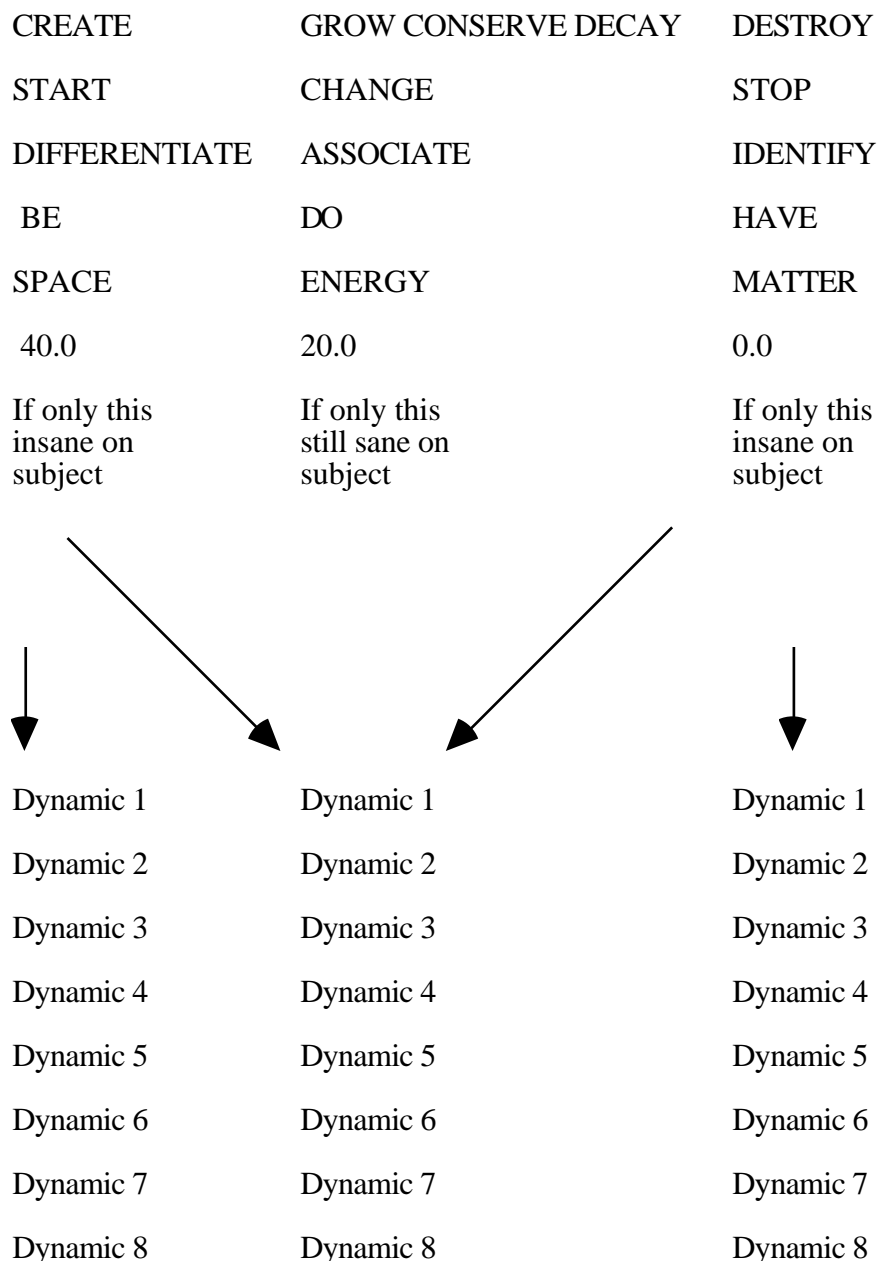 CREATE GROW CONSERVE DECAY DESTROY
START CHANGE STOP
DIFFERENTIATE ASSOCIATE IDENTIFY
BE DO HAVE
SPACE ENERGY MATTER
40.0 20.0 0.0
If only this If only this If only this
insane on still sane on insane on
subject subject subject
Dynamic 1 Dynamic 1 Dynamic 1
Dynamic 2 Dynamic 2 Dynamic 2
Dynamic 3 Dynamic 3 Dynamic 3
Dynamic 4 Dynamic 4 Dynamic 4
Dynamic 5 Dynamic 5 Dynamic 5
Dynamic 6 Dynamic 6 Dynamic 6
Dynamic 7 Dynamic 7 Dynamic 7
Dynamic 8 Dynamic 8 Dynamic 8